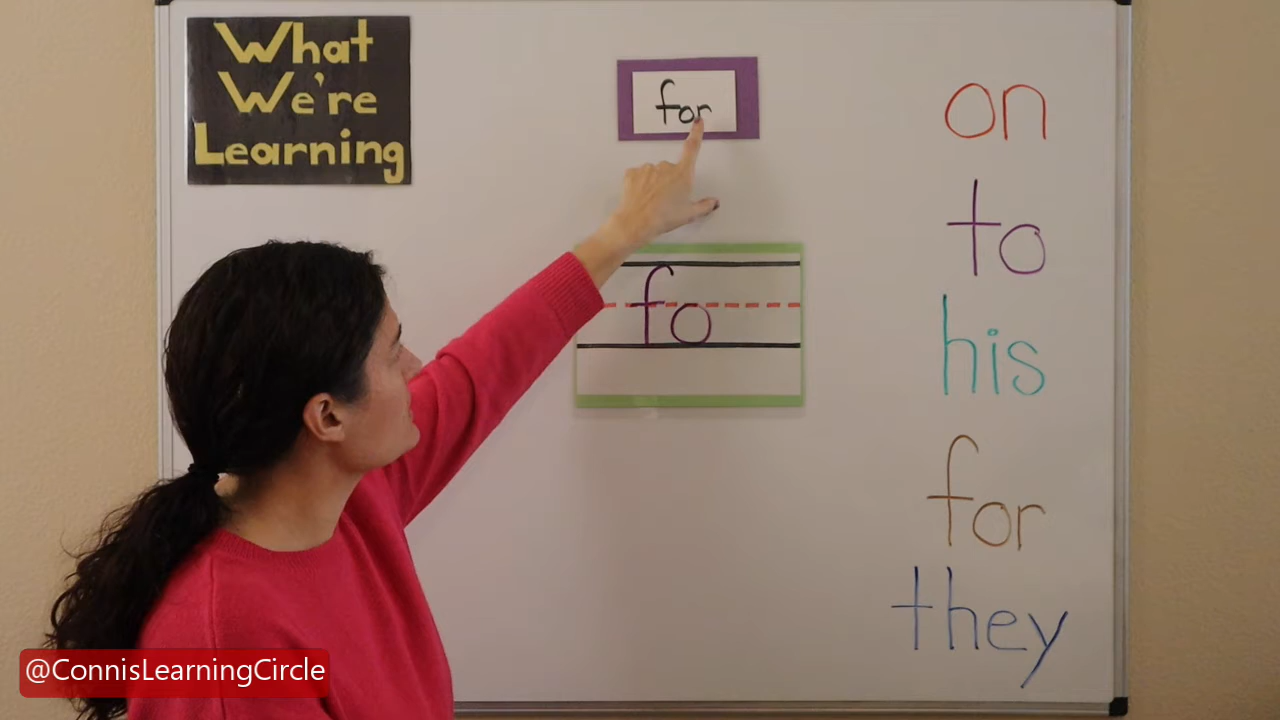 What
We're
Learning
for
fo
on
to
his
for
they
@ConnisLearningCircle